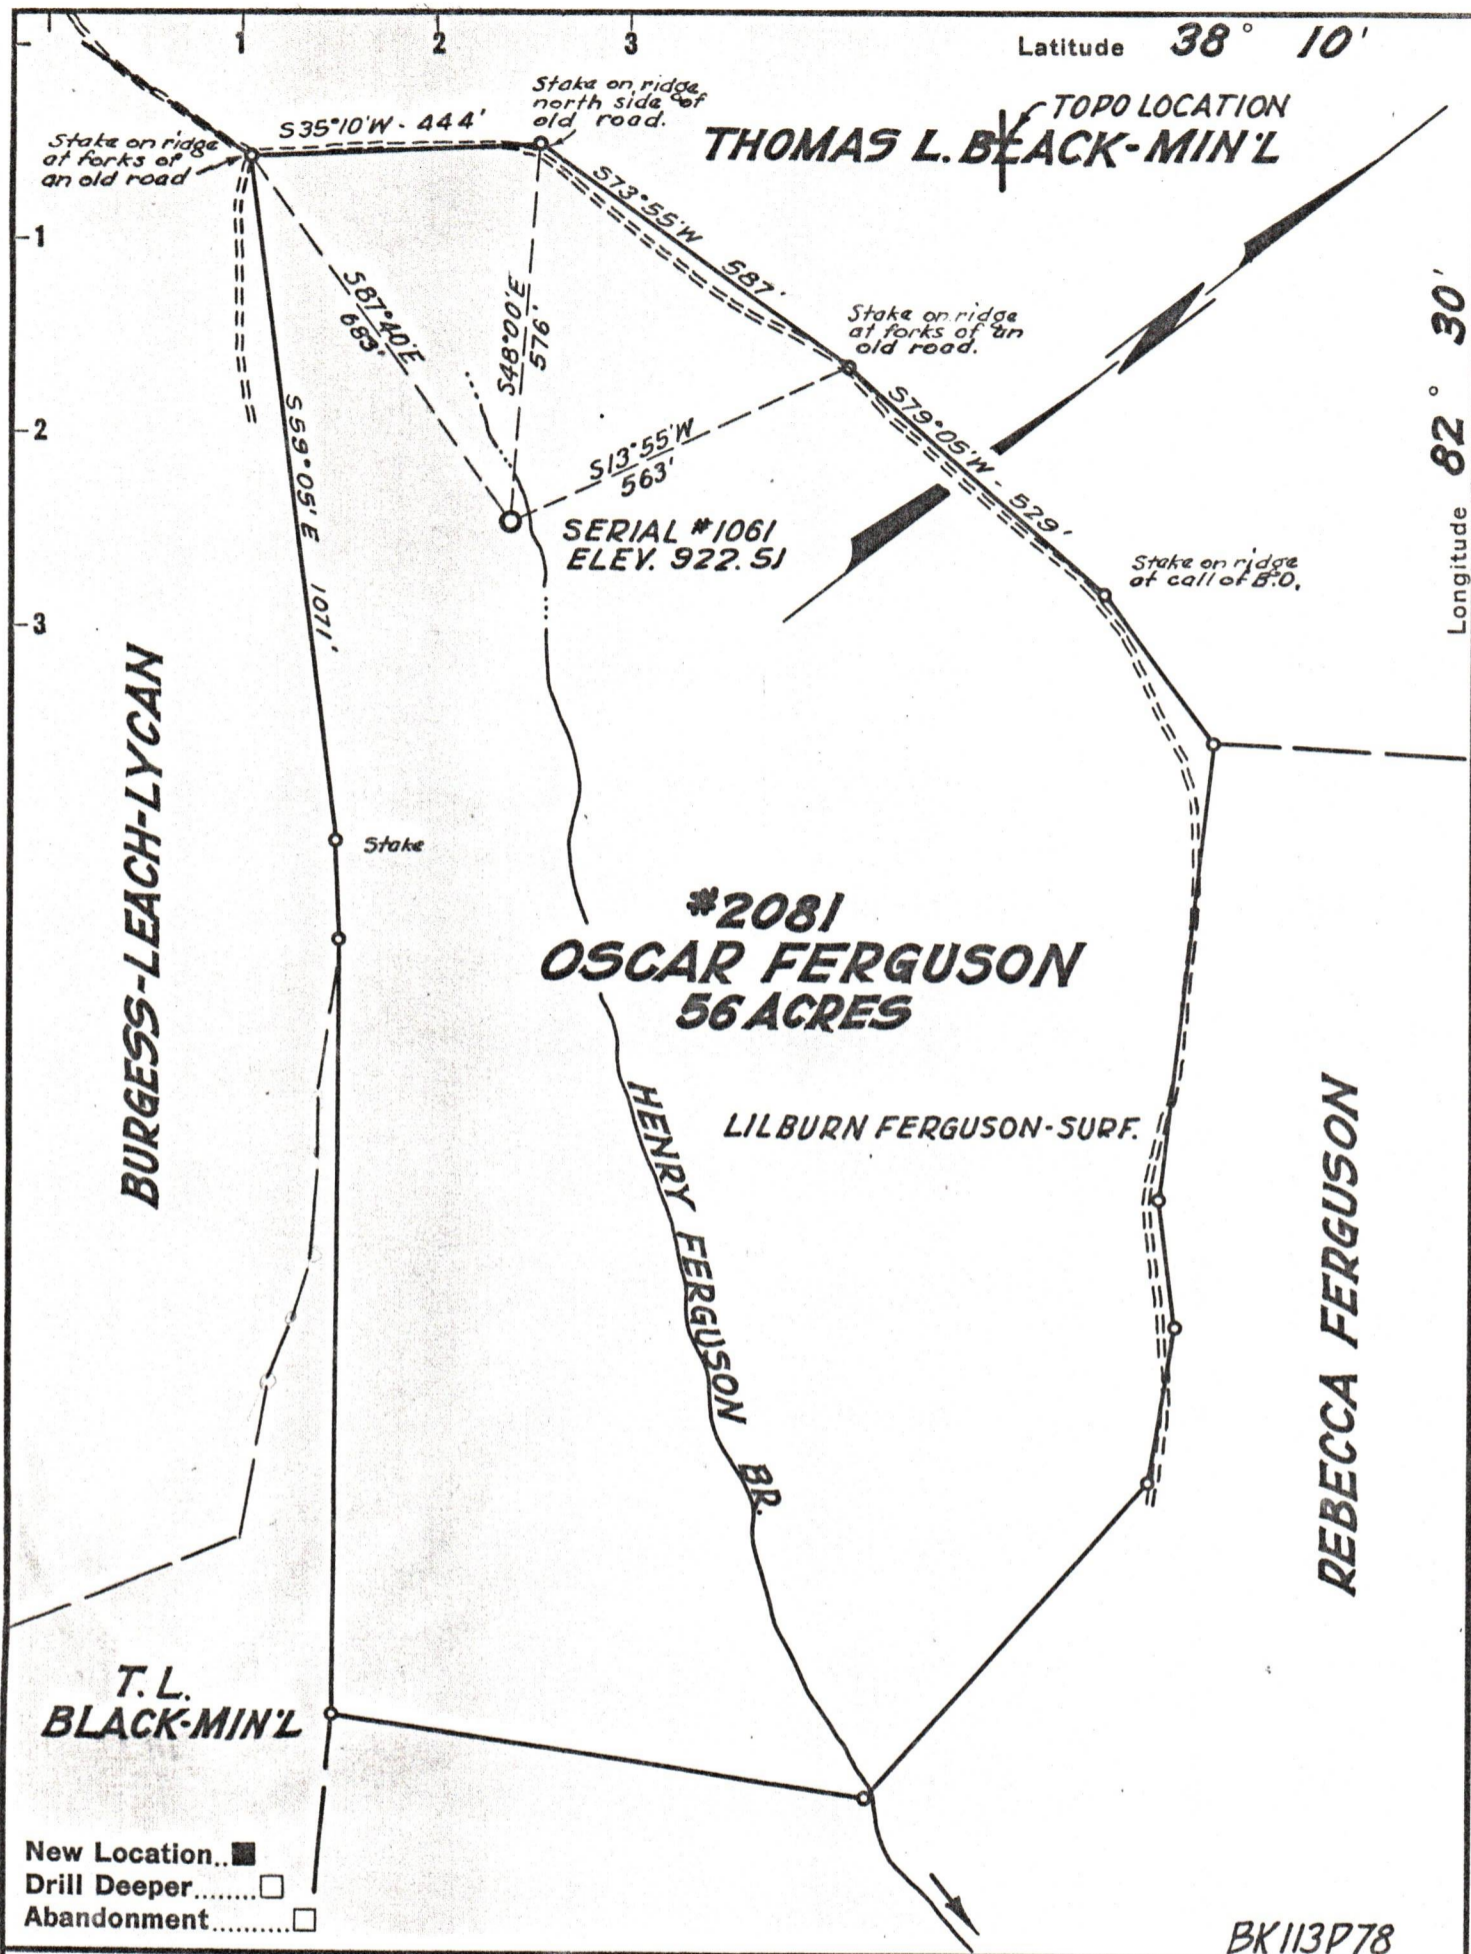 1 2 3
Latitude 38° 10'
Stake on ridge
north side of
old road.
TOPO LOCATION
S35°10'W - 444'
THOMAS L. BLACK-MIN'L
Stake on ridge
at forks of
an old road
S73°55'W 587'
-1
S87°40'E
683'
S48°00'E
576'
Stake on ridge
at forks of an
old road.
82° 30'
Longitude
-2
S79°05'W - 529'
S59°05'E 1071'
S13°55'W
563'
SERIAL #1061
ELEV. 922.51
Stake on ridge
at call of B.O.
-3
BURGESS-LEACH-LYCAN
Stake
#2081
OSCAR FERGUSON
56 ACRES
HENRY FERGUSON BR.
LILBURN FERGUSON-SURF.
REBECCA FERGUSON
T. L.
BLACK-MIN'L
New Location..■
Drill Deeper........□
Abandonment..........□
BK113P78